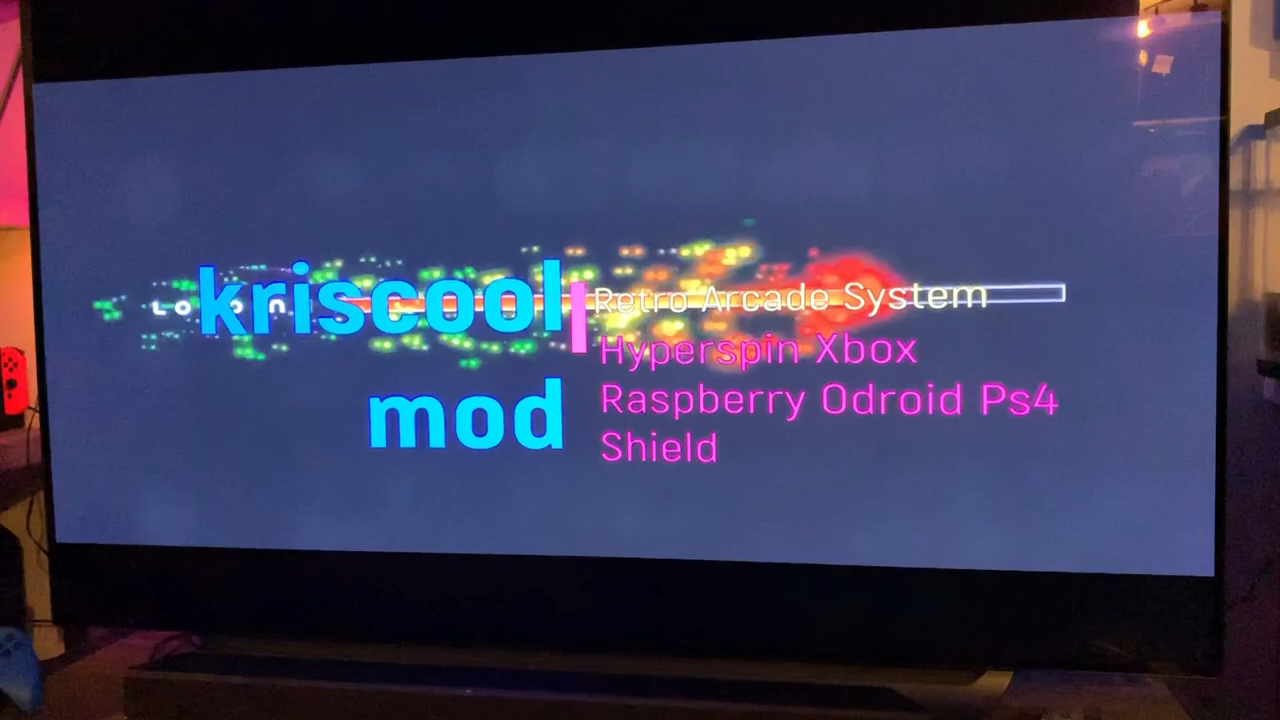 kriscool
mod
Retro Arcade System
Hyperspin Xbox
Raspberry Odroid Ps4
Shield